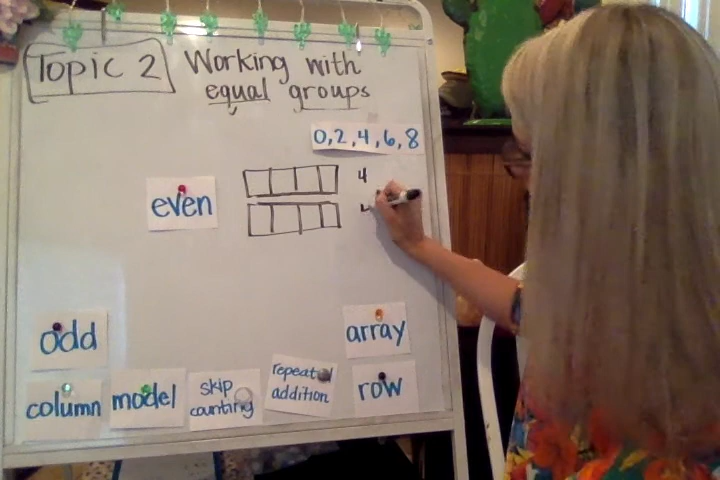 Topic 2
Working with
equal groups
0, 2, 4, 6, 8
4
even
odd
array
column
model
skip
counting
repeated
addition
row